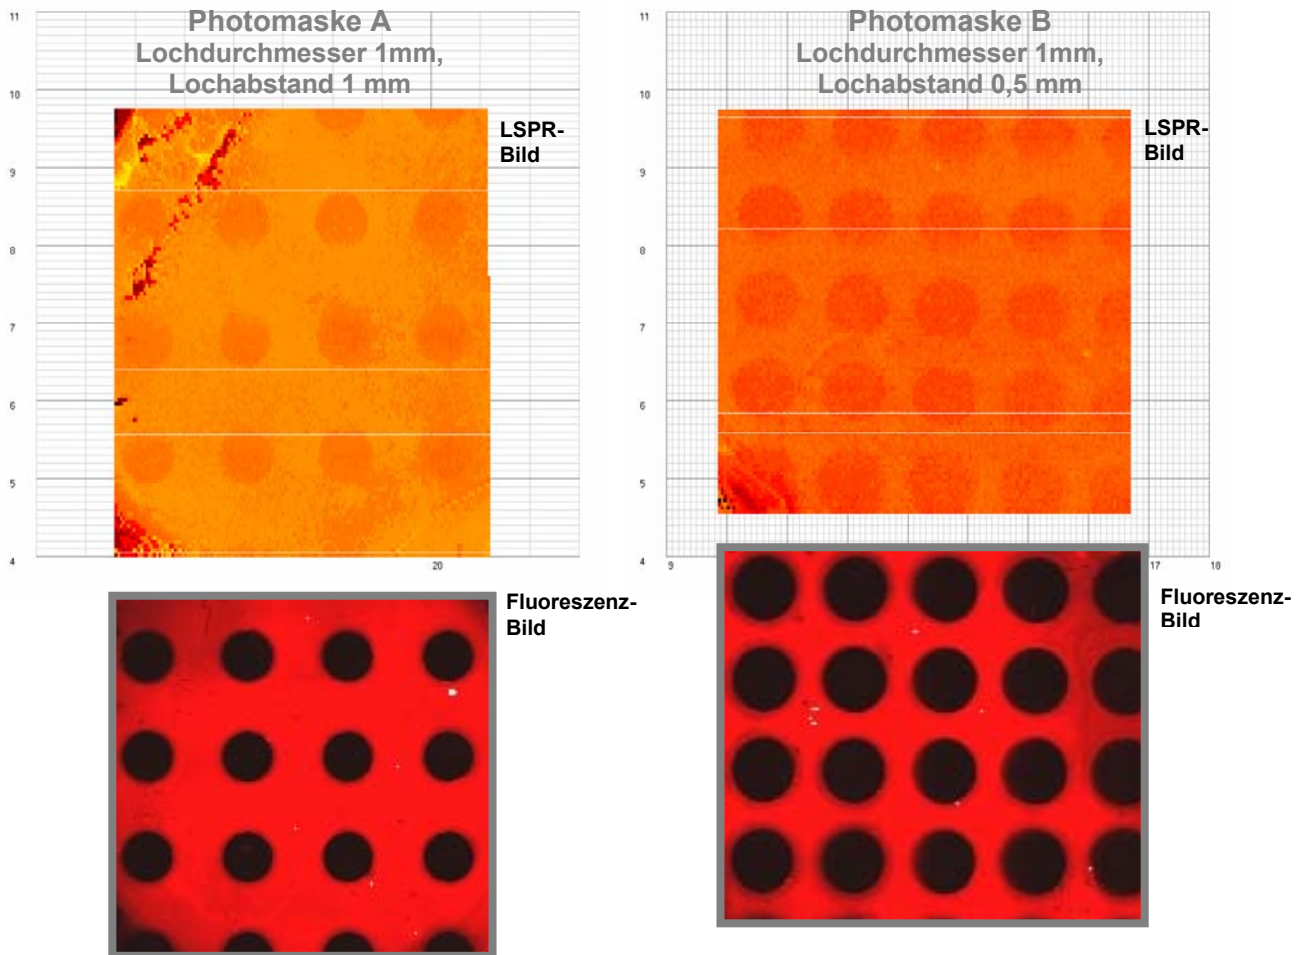 Photomaske A
Lochdurchmesser 1mm,
Lochabstand 1 mm
LSPR-
Bild
11
10
9
8
7
6
5
4
20
Fluoreszenz-
Bild
Photomaske B
Lochdurchmesser 1mm,
Lochabstand 0,5 mm
LSPR-
Bild
11
10
9
8
7
6
5
4
9
17
18
Fluoreszenz-
Bild